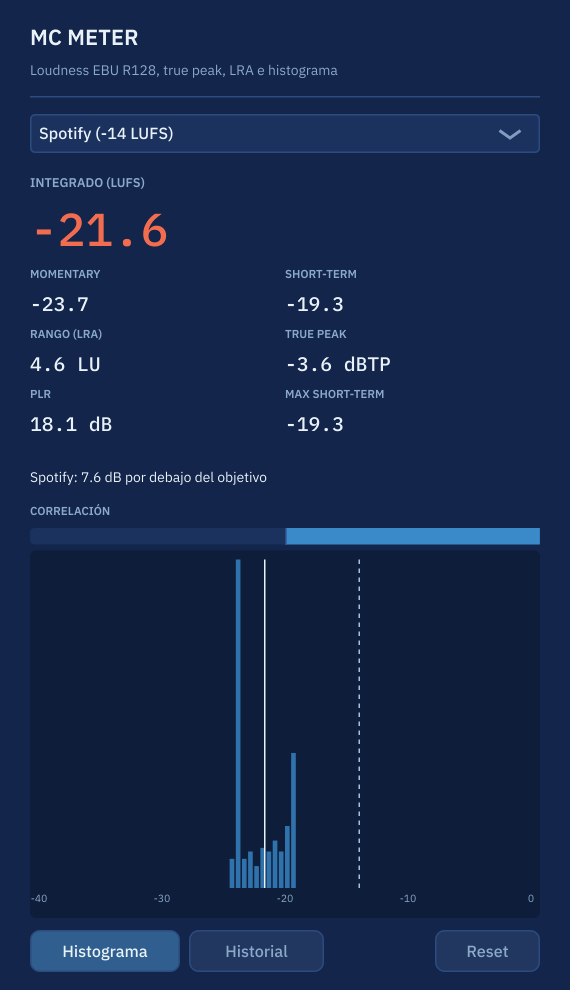 MC METER
Loudness EBU R128, true peak, LRA e histograma
Spotify (-14 LUFS)
INTEGRADO (LUFS)
-21.6
MOMENTARY SHORT-TERM
-23.7 -19.3
RANGO (LRA) TRUE PEAK
4.6 LU -3.6 dBTP
PLR MAX SHORT-TERM
18.1 dB -19.3
Spotify: 7.6 dB por debajo del objetivo
CORRELACIÓN
-40 -30 -20 -10 0
Histograma Historial Reset